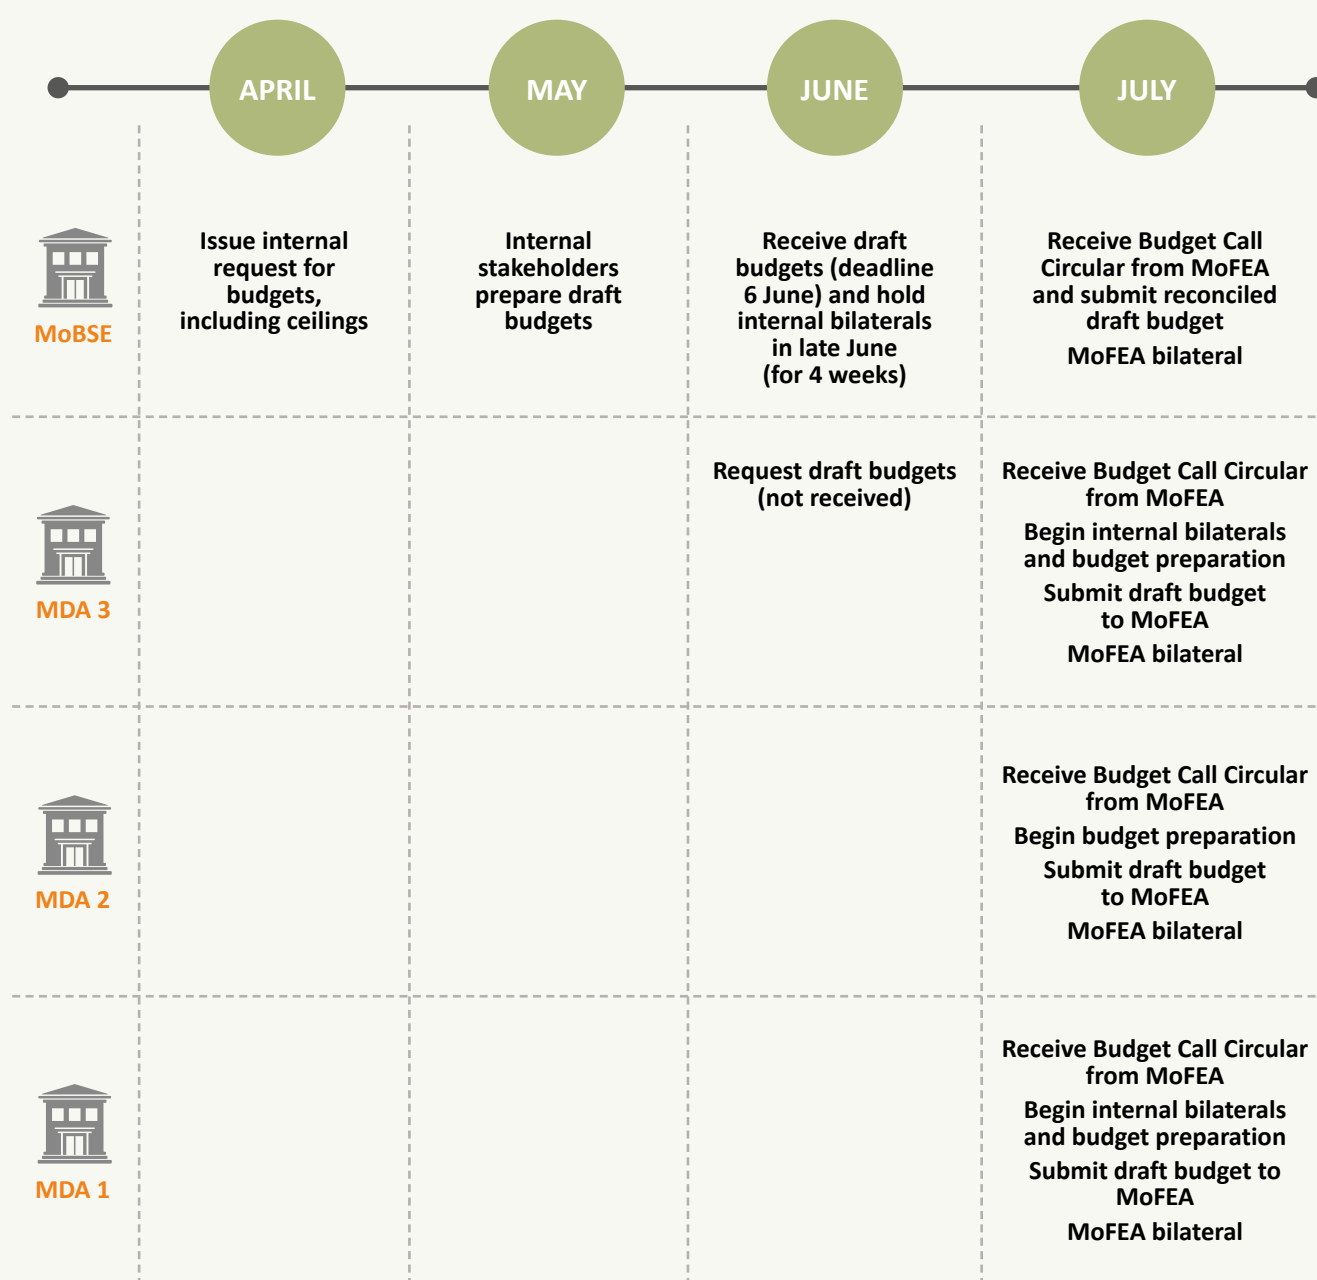 APRIL
MAY
JUNE
JULY
MoBSE
Issue internal
request for
budgets,
including ceilings
Internal
stakeholders
prepare draft
budgets
Receive draft
budgets (deadline
6 June) and hold
internal bilaterals
in late June
(for 4 weeks)
Receive Budget Call
Circular from MoFEA
and submit reconciled
draft budget
MoFEA bilateral
MDA 3
Request draft budgets
(not received)
Receive Budget Call Circular
from MoFEA
Begin internal bilaterals
and budget preparation
Submit draft budget
to MoFEA
MoFEA bilateral
MDA 2
Receive Budget Call Circular
from MoFEA
Begin budget preparation
Submit draft budget
to MoFEA
MoFEA bilateral
MDA 1
Receive Budget Call Circular
from MoFEA
Begin internal bilaterals
and budget preparation
Submit draft budget to
MoFEA
MoFEA bilateral